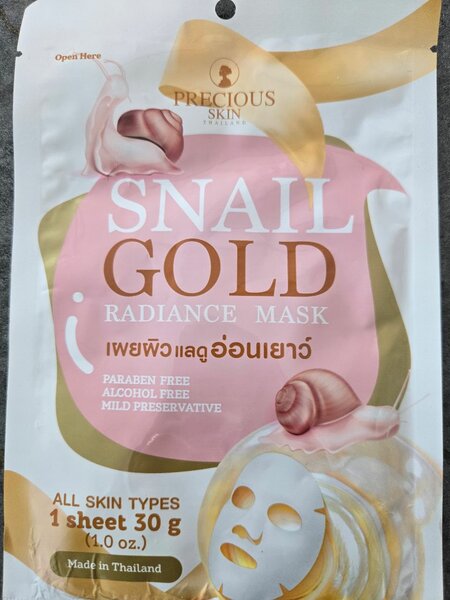 Open Here
PRECIOUS
SKIN
THAILAND
SNAIL
GOLD
RADIANCE MASK
เผยผิวแลดูอ่อนเยาว์
PARABEN FREE
ALCOHOL FREE
MILD PRESERVATIVE
ALL SKIN TYPES
1 sheet 30 g
(1.0 oz.)
Made in Thailand